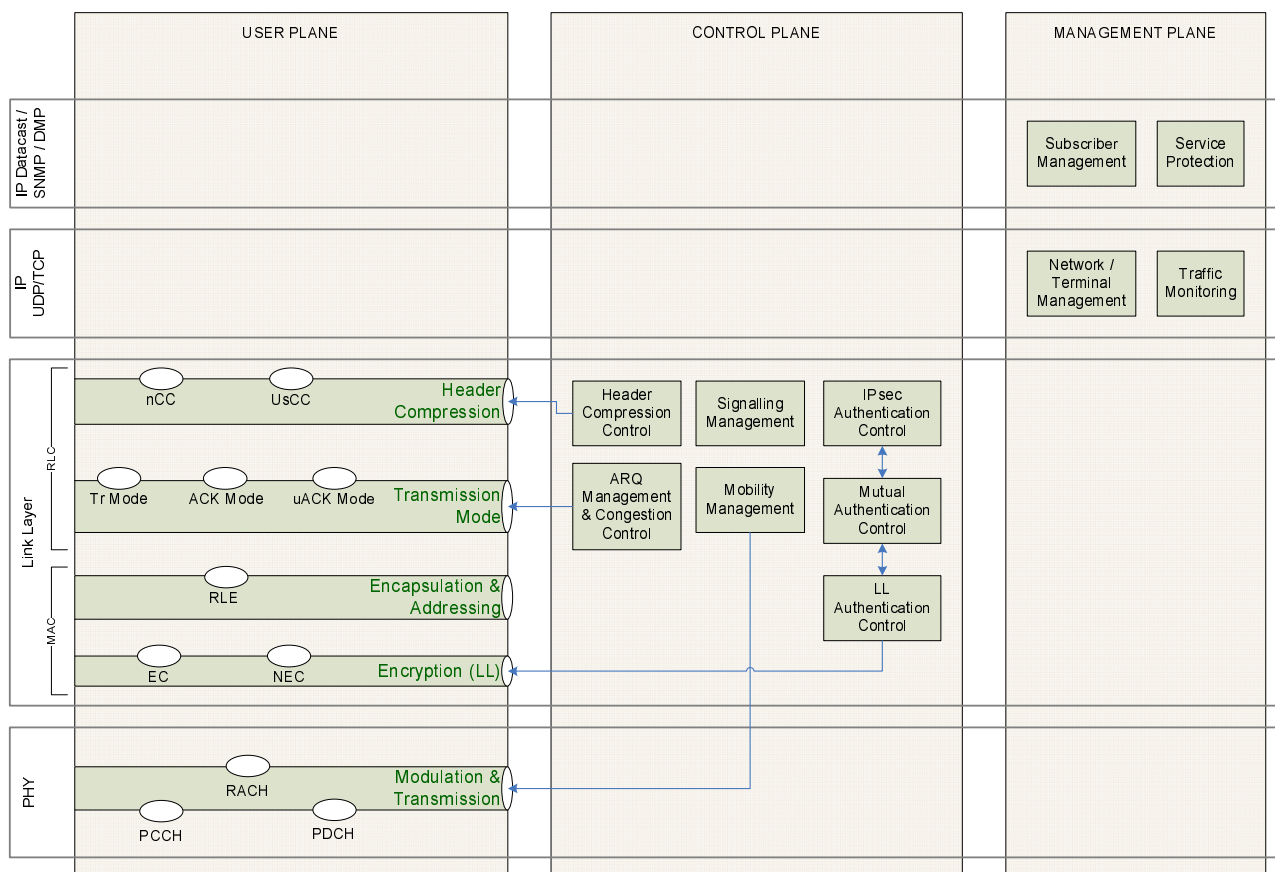 USER PLANE
CONTROL PLANE
MANAGEMENT PLANE
IP Datacast /
SNMP / DMP
Subscriber
Management
Service
Protection
IP
UDP/TCP
Network /
Terminal
Management
Traffic
Monitoring
Link Layer
RLC
nCC
UsCC
Header
Compression
Header
Compression
Control
Signalling
Management
IPsec
Authentication
Control
Tr Mode
ACK Mode
uACK Mode
Transmission
Mode
ARQ
Management
& Congestion
Control
Mobility
Management
Mutual
Authentication
Control
MAC
RLE
Encapsulation &
Addressing
LL
Authentication
Control
EC
NEC
Encryption (LL)
PHY
RACH
Modulation &
Transmission
PCCH
PDCH